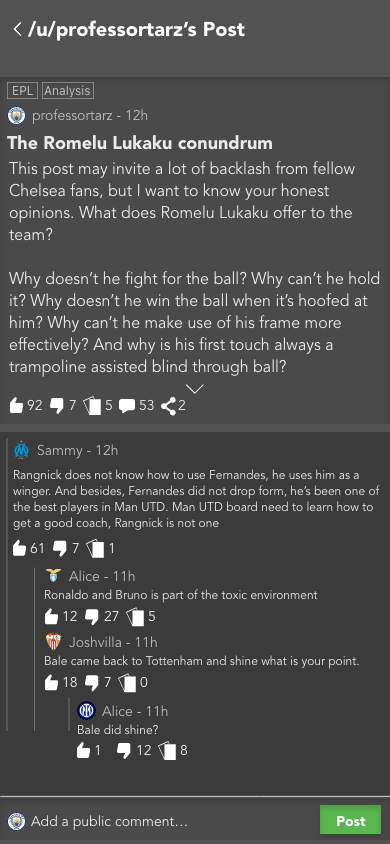 /u/professortarz's Post
EPL Analysis
professortarz - 12h
The Romelu Lukaku conundrum
This post may invite a lot of backlash from fellow
Chelsea fans, but I want to know your honest
opinions. What does Romelu Lukaku offer to the
team?
Why doesn't he fight for the ball? Why can't he hold
it? Why doesn't he win the ball when it's hoofed at
him? Why can't he make use of his frame more
effectively? And why is his first touch always a
trampoline assisted blind through ball?
92 7 5 53 2
Sammy - 12h
Rangnick does not know how to use Fernandes, he uses him as a
winger. And besides, Fernandes did not drop form, he's been one of
the best players in Man UTD. Man UTD board need to learn how to
get a good coach, Rangnick is not one
61 7 1
Alice - 11h
Ronaldo and Bruno is part of the toxic environment
12 27 5
Joshvilla - 11h
Bale came back to Tottenham and shine what is your point.
18 7 0
Alice - 11h
Bale did shine?
1 12 8
Add a public comment...
Post